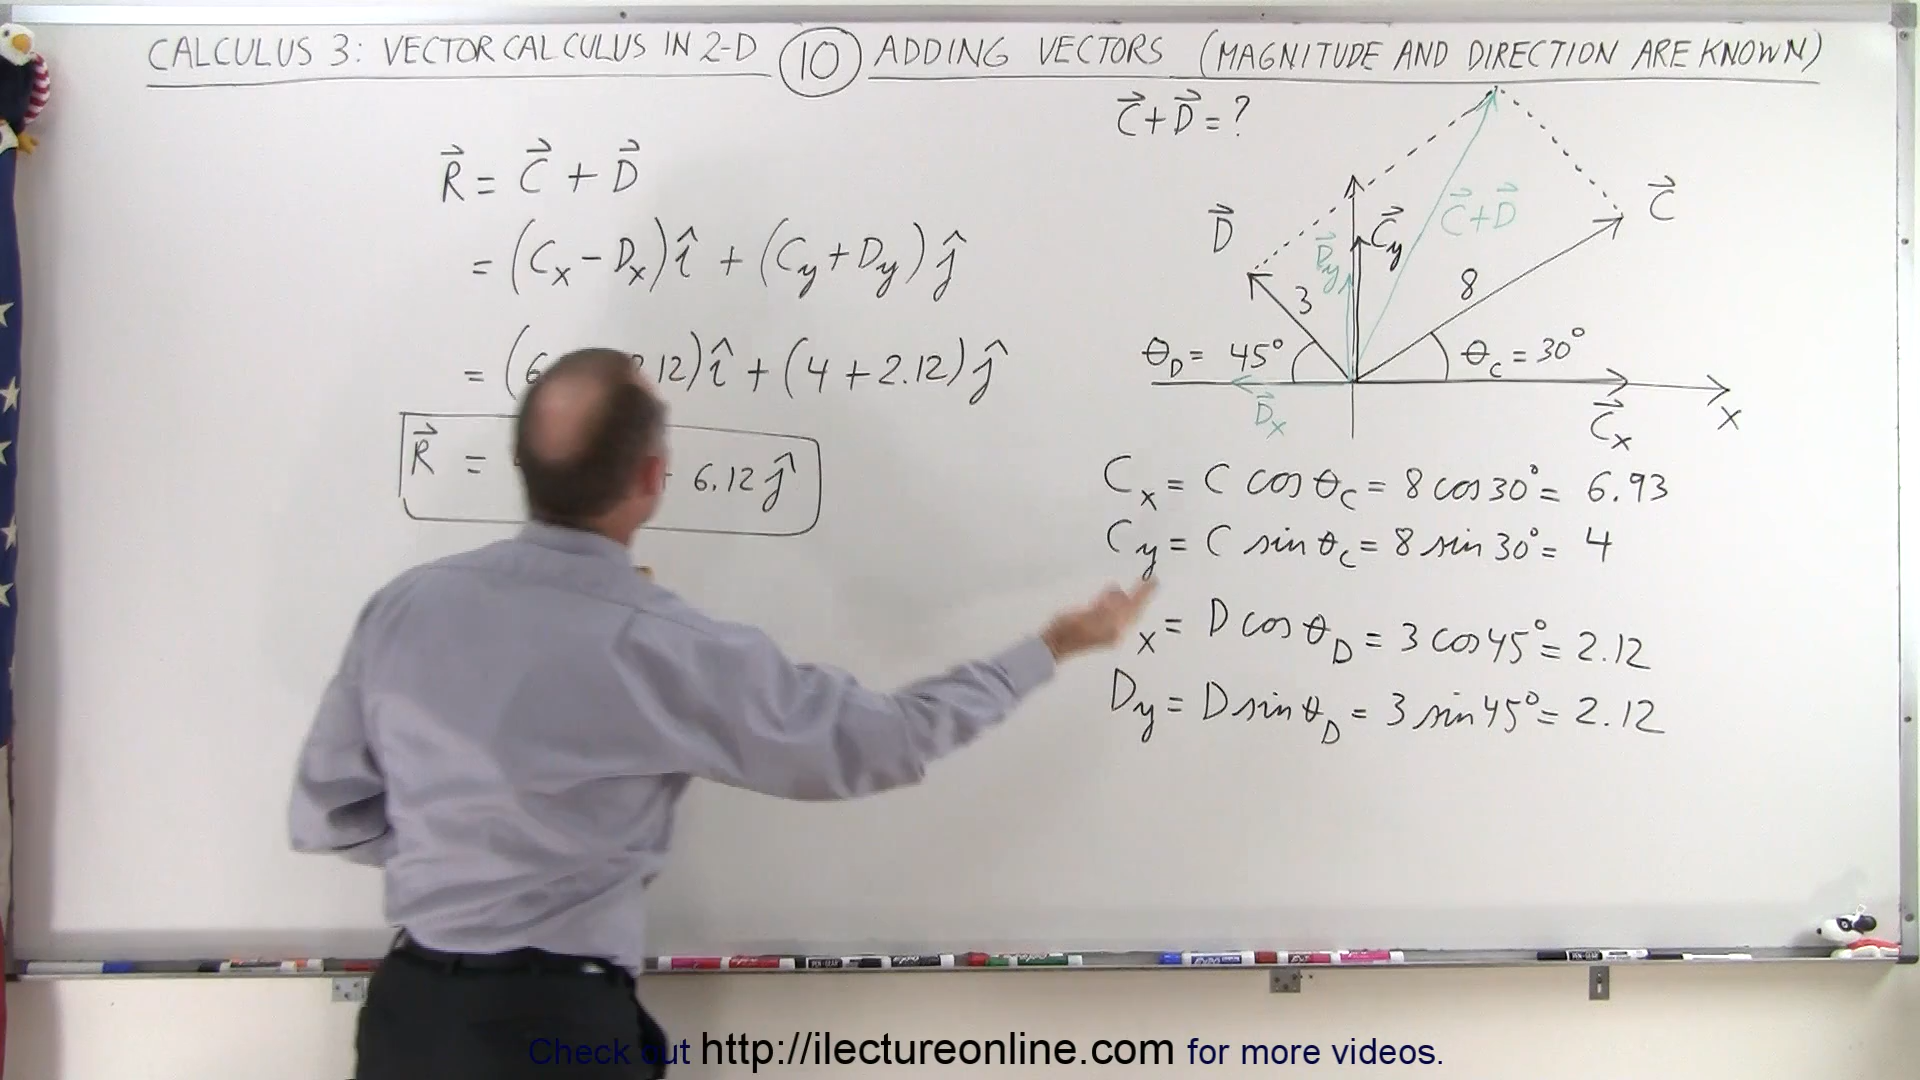 CALCULUS 3: VECTOR CALCULUS IN 2-D (10) ADDING VECTORS (MAGNITUDE AND DIRECTION ARE KNOWN)
R⃗ = C⃗ + D⃗
= (Cx - Dx) î + (Cy + Dy) ĵ
= (6 12) î + (4 + 2.12) ĵ
R⃗ = 6.12 ĵ
C⃗ + D⃗ = ?
C⃗
D⃗
C⃗y
C⃗+D⃗
D⃗y
3
8
θD = 45°
θC = 30°
D⃗x
C⃗x
x
Cx = C cos θC = 8 cos 30° = 6.93
Cy = C sin θC = 8 sin 30° = 4
x = D cos θD = 3 cos 45° = 2.12
Dy = D sin θD = 3 sin 45° = 2.12
Check out http://ilectureonline.com for more videos.